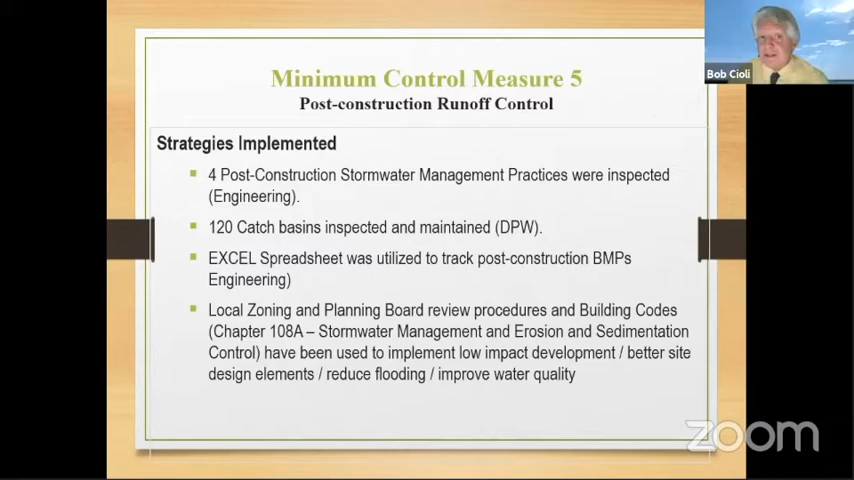 Minimum Control Measure 5
Post-construction Runoff Control
Strategies Implemented
4 Post-Construction Stormwater Management Practices were inspected
(Engineering).
120 Catch basins inspected and maintained (DPW).
EXCEL Spreadsheet was utilized to track post-construction BMPs
Engineering)
Local Zoning and Planning Board review procedures and Building Codes
(Chapter 108A – Stormwater Management and Erosion and Sedimentation
Control) have been used to implement low impact development / better site
design elements / reduce flooding / improve water quality
Bob Cioli
zoom